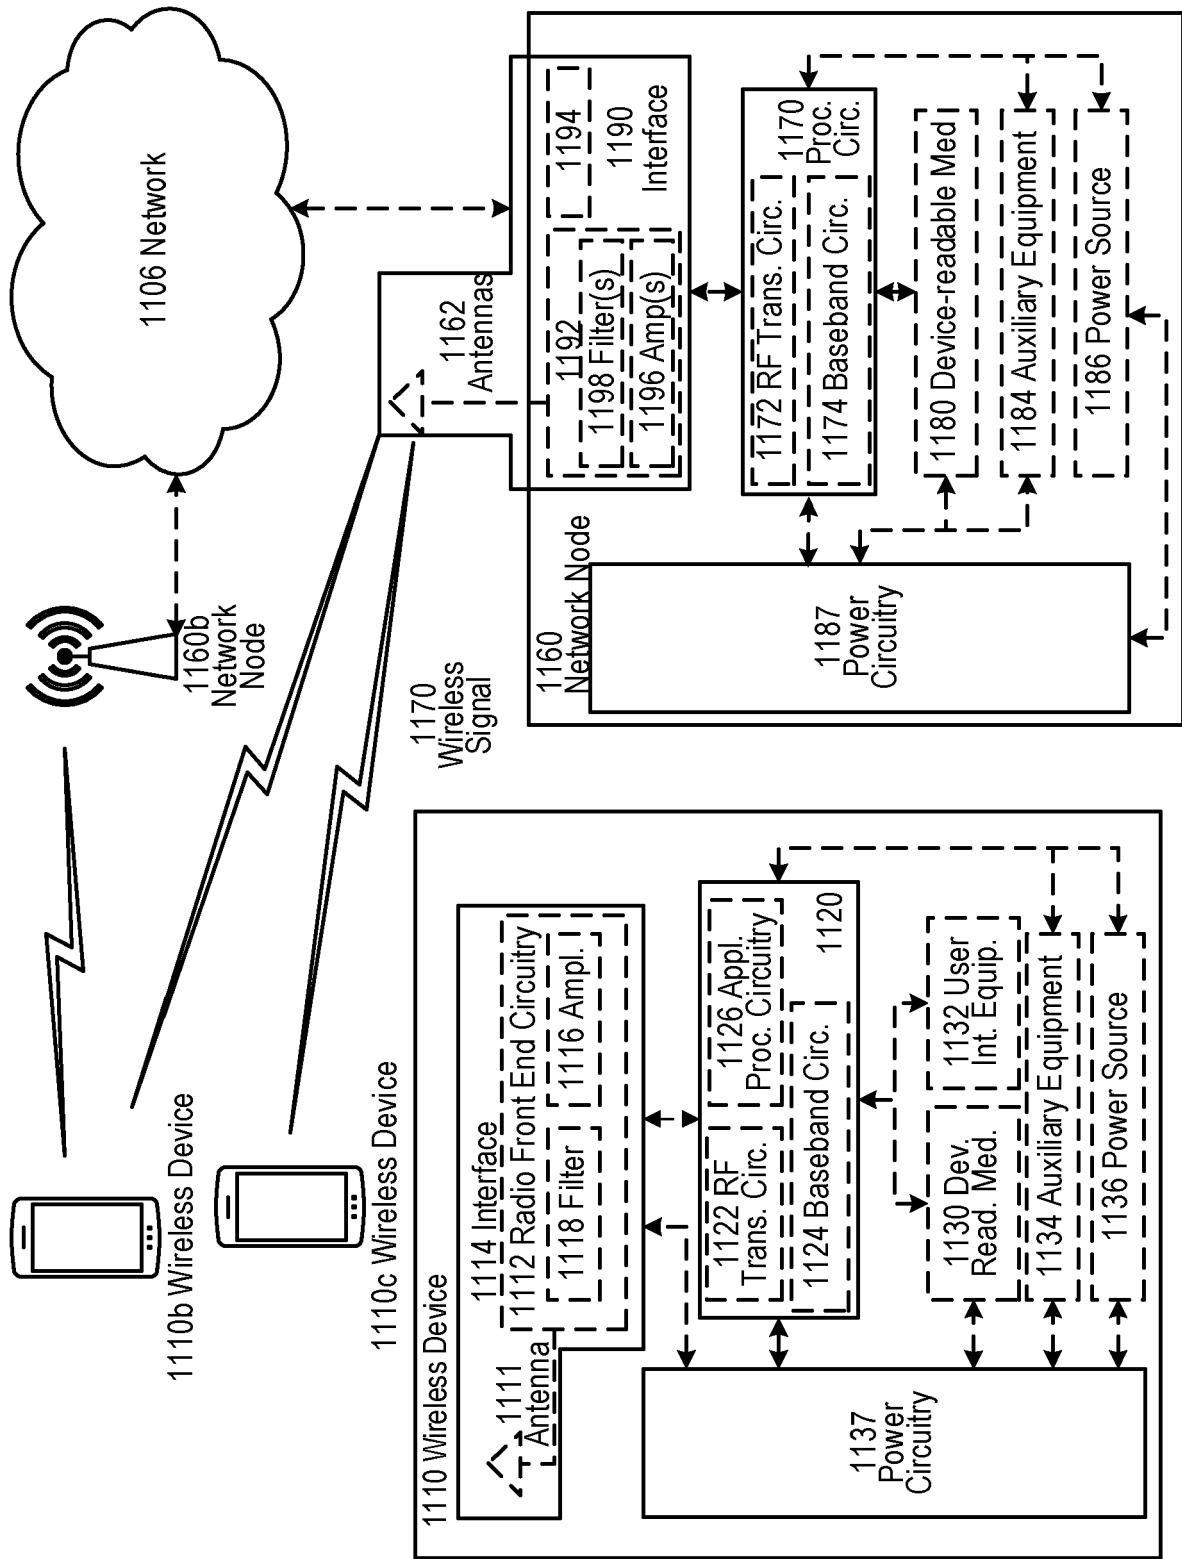 1106 Network
1160b
Network
Node
1110b Wireless Device
1110c Wireless Device
1170
Wireless
Signal
1110 Wireless Device
1111
Antenna
1114 Interface
1112 Radio Front End Circuitry
1118 Filter
1116 Ampl.
1122 RF
Trans. Circ.
1126 Appl.
Proc. Circuitry
1124 Baseband Circ.
1120
1130 Dev.
Read. Med.
1132 User
Int. Equip.
1134 Auxiliary Equipment
1136 Power Source
1137
Power
Circuitry
1160
Network Node
1162
Antennas
1192
1198 Filter(s)
1196 Amp(s)
1194
1190
Interface
1172 RF Trans. Circ.
1174 Baseband Circ.
1170
Proc.
Circ.
1180 Device-readable Med
1184 Auxiliary Equipment
1186 Power Source
1187
Power
Circuitry